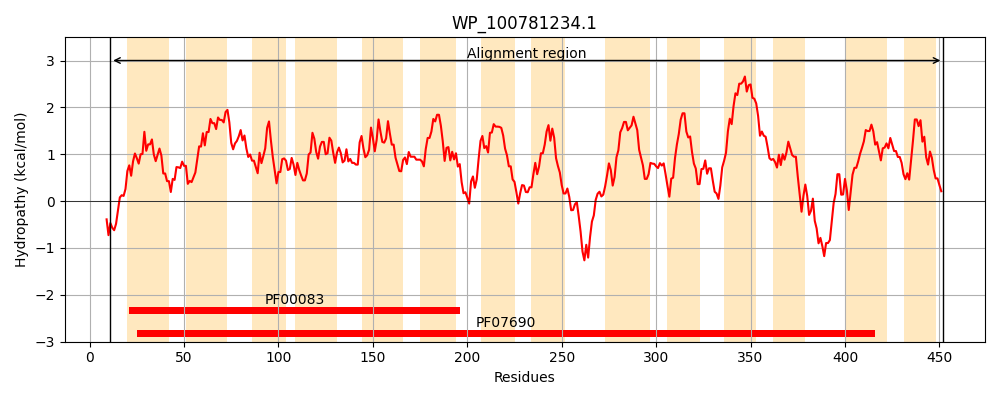 WP_100781234.1
Alignment region
Hydropathy (kcal/mol)
3
2
1
0
−1
−2
−3
PF00083
PF07690
0 50 100 150 200 250 300 350 400 450
Residues